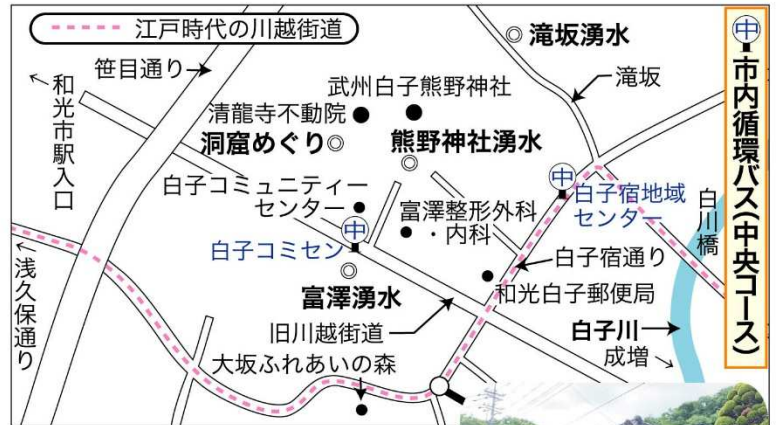 江戸時代の川越街道
笹目通り
←和光市駅入口
武州白子熊野神社
清龍寺不動院
洞窟めぐり
熊野神社湧水
滝坂湧水
滝坂
白子コミュニティー
センター
中
白子コミセン
富澤整形外科
・内科
中
白子宿地域
センター
白川橋
白子宿通り
和光白子郵便局
富澤湧水
旧川越街道
白子川
成増
←浅久保通り
大坂ふれあいの森
中
市内循環バス(中央コース)